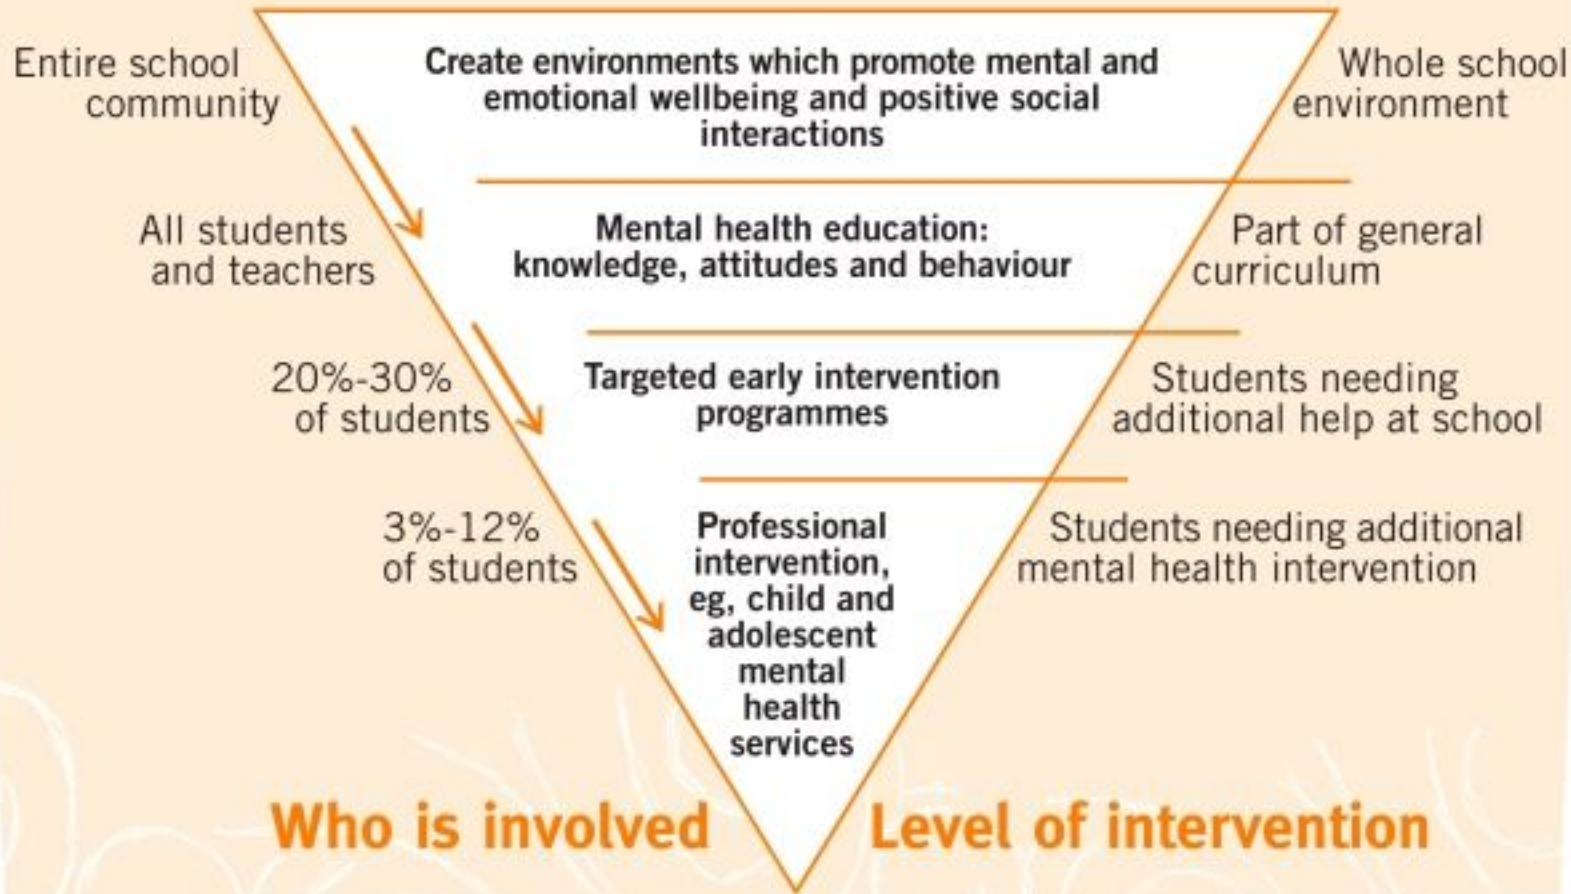 Entire school
community
Create environments which promote mental and
emotional wellbeing and positive social
interactions
Whole school
environment
All students
and teachers
Mental health education:
knowledge, attitudes and behaviour
Part of general
curriculum
20%-30%
of students
Targeted early intervention
programmes
Students needing
additional help at school
3%-12%
of students
Professional
intervention,
eg, child and
adolescent
mental
health
services
Students needing additional
mental health intervention
Who is involved
Level of intervention